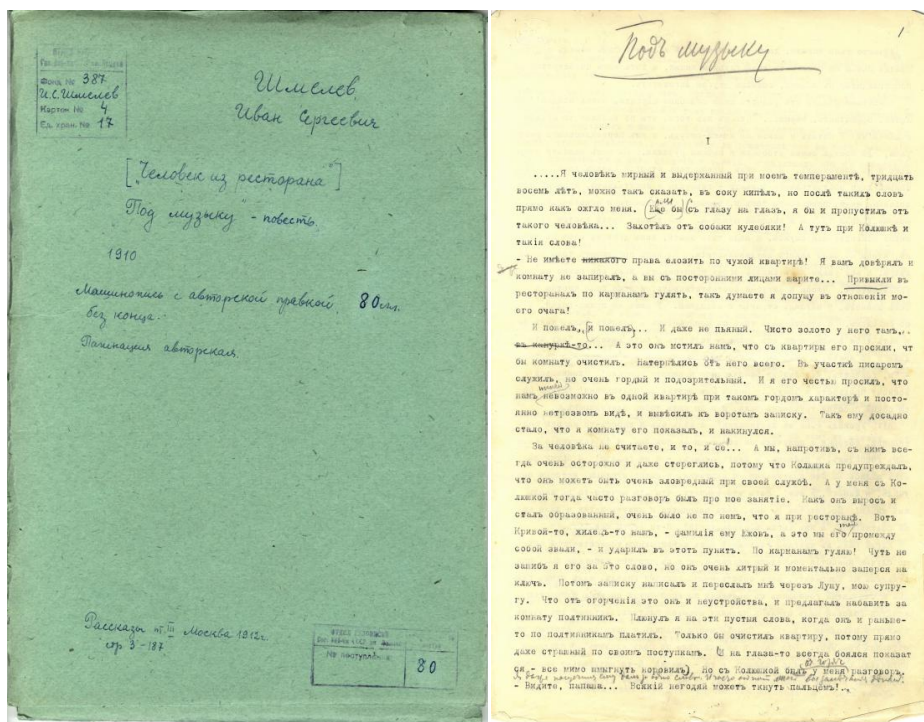 Фонд № 387
И.С.Шмелев
Картон № 4
Ед. хран. № 17
Шмелев
Иван Сергеевич
["Человек из ресторана"]
"Под музыку" - повесть.
1910
Машинопись с авторской правкой, 80 лл.
без конца.
Пагинация авторская
Рассказы т. III Москва 1912 г.
стр 3-187
№ поступления
80
1
Подъ музыку
I
.....Я человѣкъ мирный и выдержанный при моемъ темпераментѣ, тридцать
восемь лѣтъ, можно такъ сказать, въ соку кипѣлъ, но послѣ такихъ словъ
прямо какъ ожгло меня. Еще бы съ глазу на глазъ, я бы и пропустилъ отъ
такого человѣка... Захотѣлъ отъ собаки кулебяки! А тутъ при Колюшкѣ и
такія слова!
- Не имѣете никакого права елозить по чужой квартирѣ! Я вамъ довѣрялъ и
комнату не запиралъ, а вы съ посторонними лицами шарите... Привыкли въ
ресторанахъ по карманамъ гулять, такъ думаете я допущу въ отношеніи мо-
его очага!
И пошелъ, и пошелъ... И даже не пьяный. Чисто золото у него тамъ..
въ конуркѣ-то... А это онъ мстилъ намъ, что съ квартиры его просили, чт
бы комнату очистилъ. Натерпѣлись отъ него всего. Въ участкѣ писаремъ
служилъ, но очень гордый и подозрительный. И я его честью просилъ, что
намъ невозможно въ одной квартирѣ при такомъ гордомъ характерѣ и посто-
янно нетрезвомъ видѣ, и вывѣсилъ къ воротамъ записку. Такъ ему досадно
стало, что я комнату его показалъ, и накинулся.
За человѣка не считаете, и то, и се... А мы, напротивъ, съ нимъ все-
гда очень осторожно и даже стереглись, потому что Колюшка предупреждалъ,
что онъ можетъ быть очень зловредный при своей службѣ. А у меня съ Ко-
люшкой тогда часто разговоръ былъ про мое занятіе. Какъ онъ выросъ и
сталъ образованный, очень было не по немъ, что я при ресторанѣ. Вотъ
Кривой-то, жилецъ-то нашъ, - фамилія ему Ежовъ, а это мы его промежду
собой звали, - и ударилъ въ этотъ пунктъ. По карманамъ гуляю! Чуть не
зашибъ я его за это слово, но онъ очень хитрый и моментально заперся на
ключъ. Потомъ записку написалъ и переслалъ мнѣ черезъ Лушу, мою супру-
гу. Что отъ огорченія это онъ и неустройства, и предлагалъ набавить за
комнату полтинникъ. Плюнулъ я на эти пустыя слова, когда онъ и раньше-
то по полтинникамъ платилъ. Только бы очистилъ квартиру, потому прямо
даже страшный по своимъ поступкамъ. И на глаза-то всегда боялся показат
ся - все мимо шмыгнуть норовилъ). Но съ Колюшкой былъ у меня разговоръ.
- Видите, папаша... Всякій негодяй можетъ ткнуть пальцемъ!..